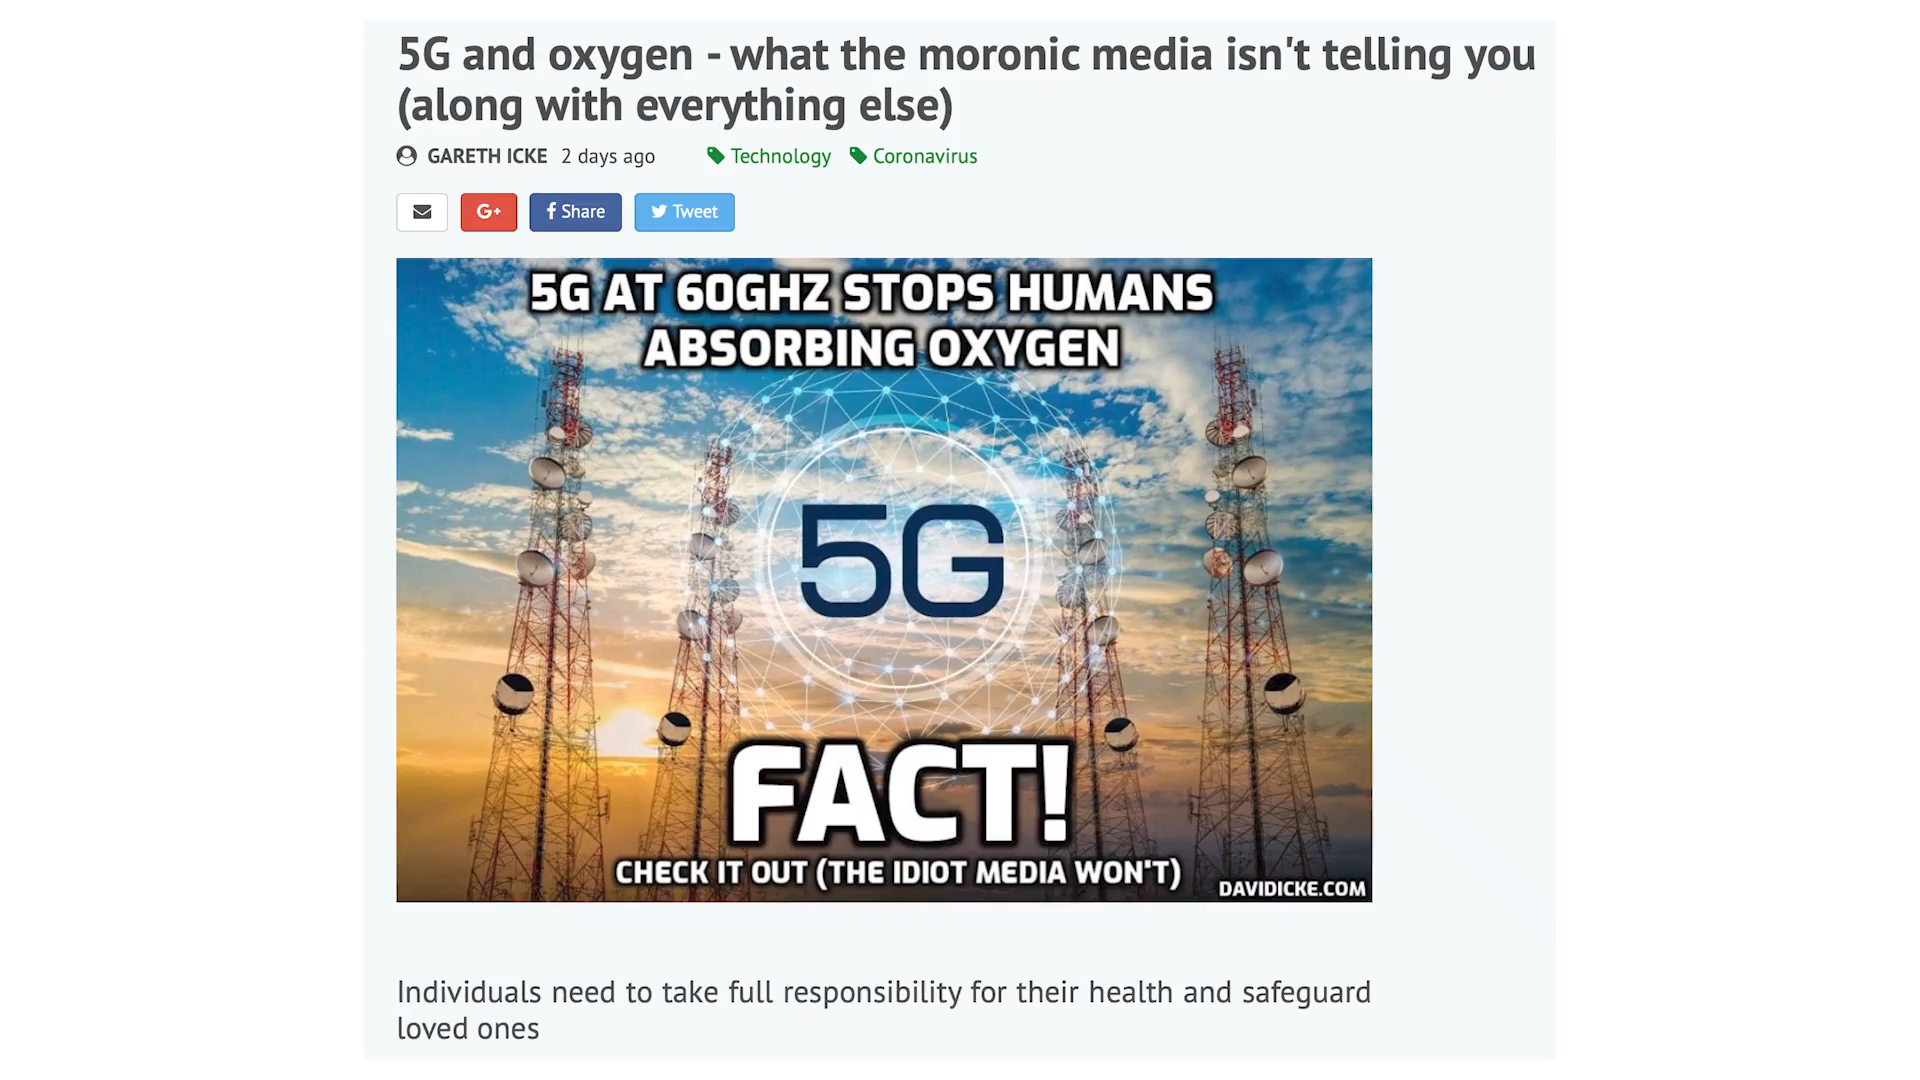 5G and oxygen - what the moronic media isn't telling you
(along with everything else)
GARETH ICKE 2 days ago Technology Coronavirus
G+ Share Tweet
5G AT 60GHZ STOPS HUMANS
ABSORBING OXYGEN
5G
FACT!
CHECK IT OUT (THE IDIOT MEDIA WON'T)
DAVIDICKE.COM
Individuals need to take full responsibility for their health and safeguard
loved ones